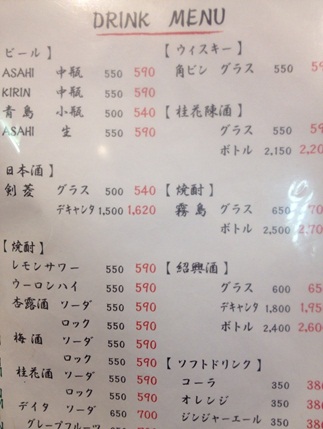 DRINK MENU
ビール】
ASAHI 中瓶 550 590
KIRIN 中瓶 550 590
青島 小瓶 500 540
ASAHI 生 550 590
日本酒】
剣菱 グラス 500 540
デキャンタ 1,500 1,620
【焼酎】
レモンサワー 550 590
ウーロンハイ 550 590
杏露酒 ソーダ 550 590
ロック 550 590
梅酒 ソーダ 550 590
ロック 550 590
桂花酒 ソーダ 550 590
ロック 550 590
デイタ ソーダ 650 700
グレープフルーツ
【ウィスキー】
角ビン グラス 550
【桂花陳酒】
グラス 550
ボトル 2,150
【焼酎】
霧島 グラス 650
ボトル 2,500
【紹興酒】
グラス 600
デキャンタ 1,800
ボトル 2,400
【ソフトドリンク】
コーラ 350
オレンジ 350
ジンジャーエール 350